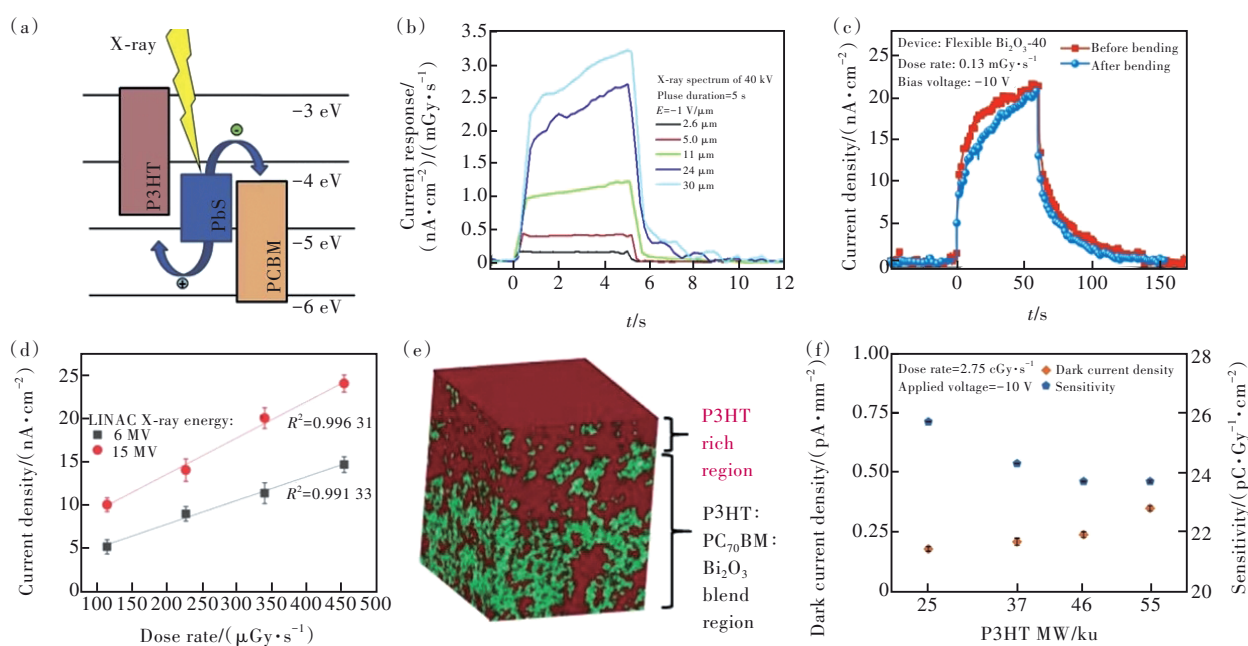 (a)
X-ray
P3HT
PbS
PCBM
−3 eV
−4 eV
−5 eV
−6 eV
(b)
Current response/
(nA·cm⁻²)/(mGy·s⁻¹)
3.5
3.0
2.5
2.0
1.5
1.0
0.5
0
X-ray spectrum of 40 kV
Pluse duration=5 s
E=−1 V/μm
2.6 μm
5.0 μm
11 μm
24 μm
30 μm
0 2 4 6 8 10 12
t/s
(c)
Current density/(nA·cm⁻²)
25
20
15
10
5
0
Device: Flexible Bi₂O₃-40
Dose rate: 0.13 mGy·s⁻¹
Bias voltage: −10 V
Before bending
After bending
0 50 100 150
t/s
(d)
Current density/(nA·cm⁻²)
25
20
15
10
5
0
LINAC X-ray energy:
6 MV
15 MV
R²=0.996 31
R²=0.991 33
100 150 200 250 300 350 400 450 500
Dose rate/(μGy·s⁻¹)
(e)
P3HT
rich
region
P3HT:
PC₇₀BM:
Bi₂O₃
blend
region
(f)
Dark current density/(pA·mm⁻²)
1.00
0.75
0.50
0.25
0
Dose rate=2.75 cGy·s⁻¹
Applied voltage=−10 V
Dark current density
Sensitivity
28
26
24
22
20
Sensitivity/(pC·Gy⁻¹·cm⁻²)
25 37 46 55
P3HT MW/ku